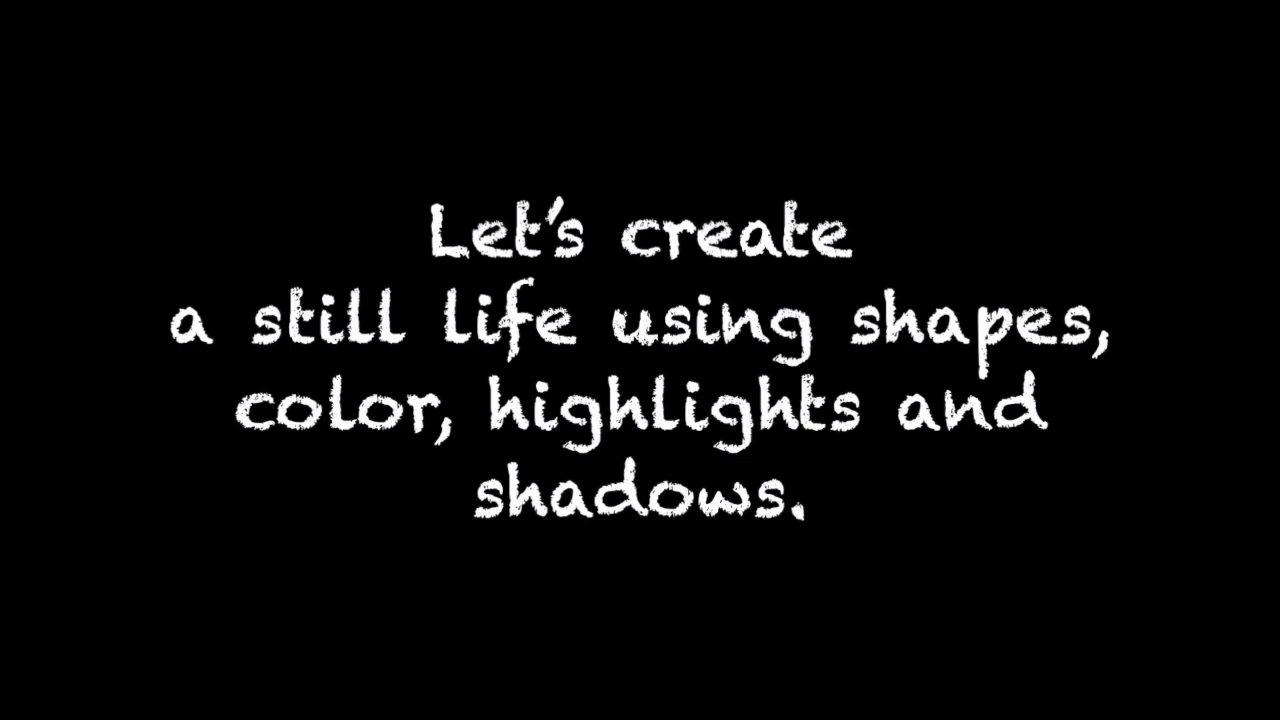 Let's create
a still life using shapes,
color, highlights and
shadows.